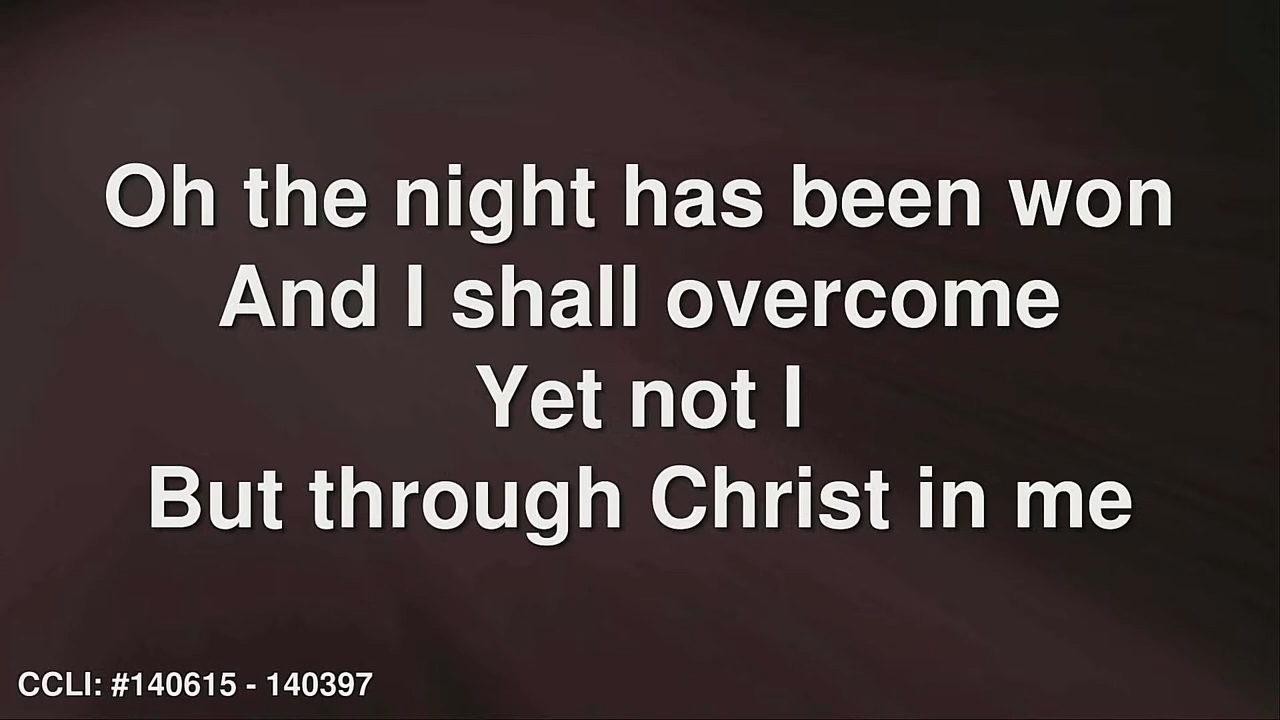 Oh the night has been won
And I shall overcome
Yet not I
But through Christ in me
CCLI: #140615 - 140397